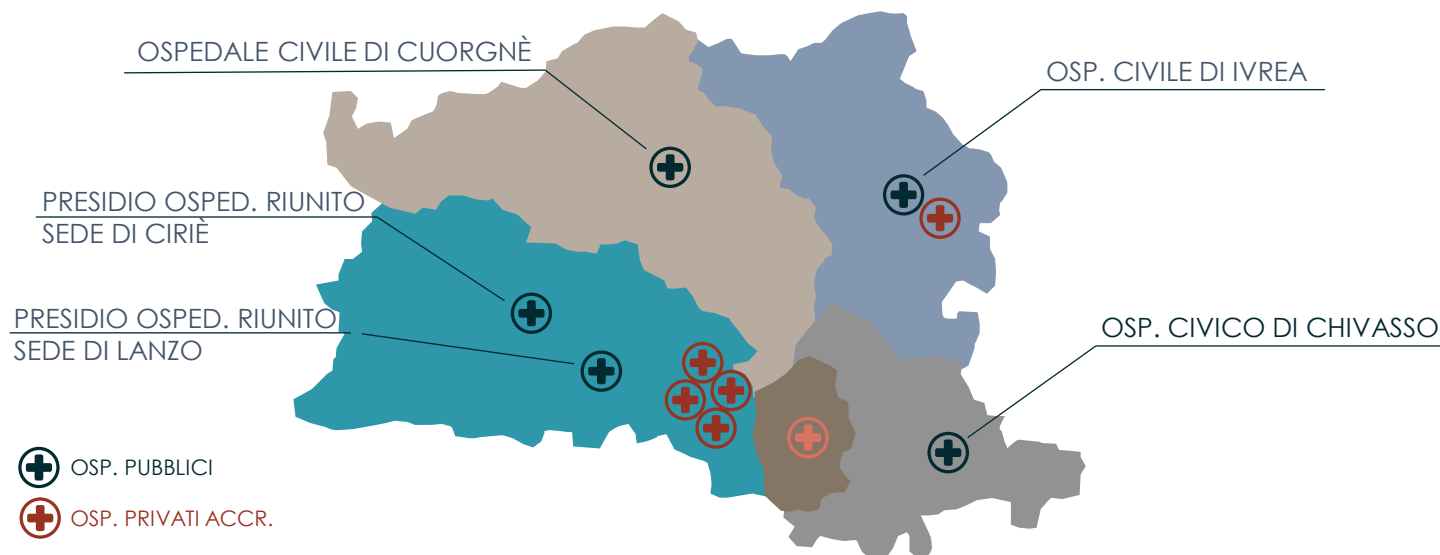 OSPEDALE CIVILE DI CUORGNÈ
OSP. CIVILE DI IVREA
PRESIDIO OSPED. RIUNITO
SEDE DI CIRIÈ
PRESIDIO OSPED. RIUNITO
SEDE DI LANZO
OSP. CIVICO DI CHIVASSO
OSP. PUBBLICI
OSP. PRIVATI ACCR.